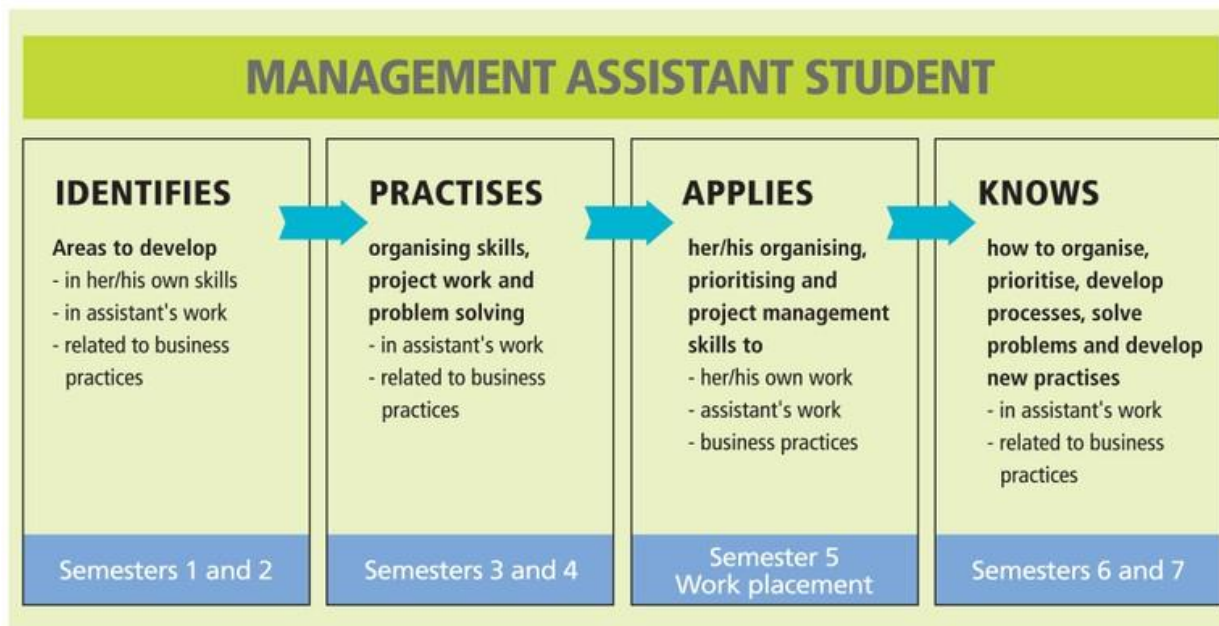 MANAGEMENT ASSISTANT STUDENT
IDENTIFIES
Areas to develop
- in her/his own skills
- in assistant's work
- related to business
practices
Semesters 1 and 2
PRACTISES
organising skills,
project work and
problem solving
- in assistant's work
- related to business
practices
Semesters 3 and 4
APPLIES
her/his organising,
prioritising and
project management
skills to
- her/his own work
- assistant's work
- business practices
Semester 5
Work placement
KNOWS
how to organise,
prioritise, develop
processes, solve
problems and develop
new practises
- in assistant's work
- related to business
practices
Semesters 6 and 7